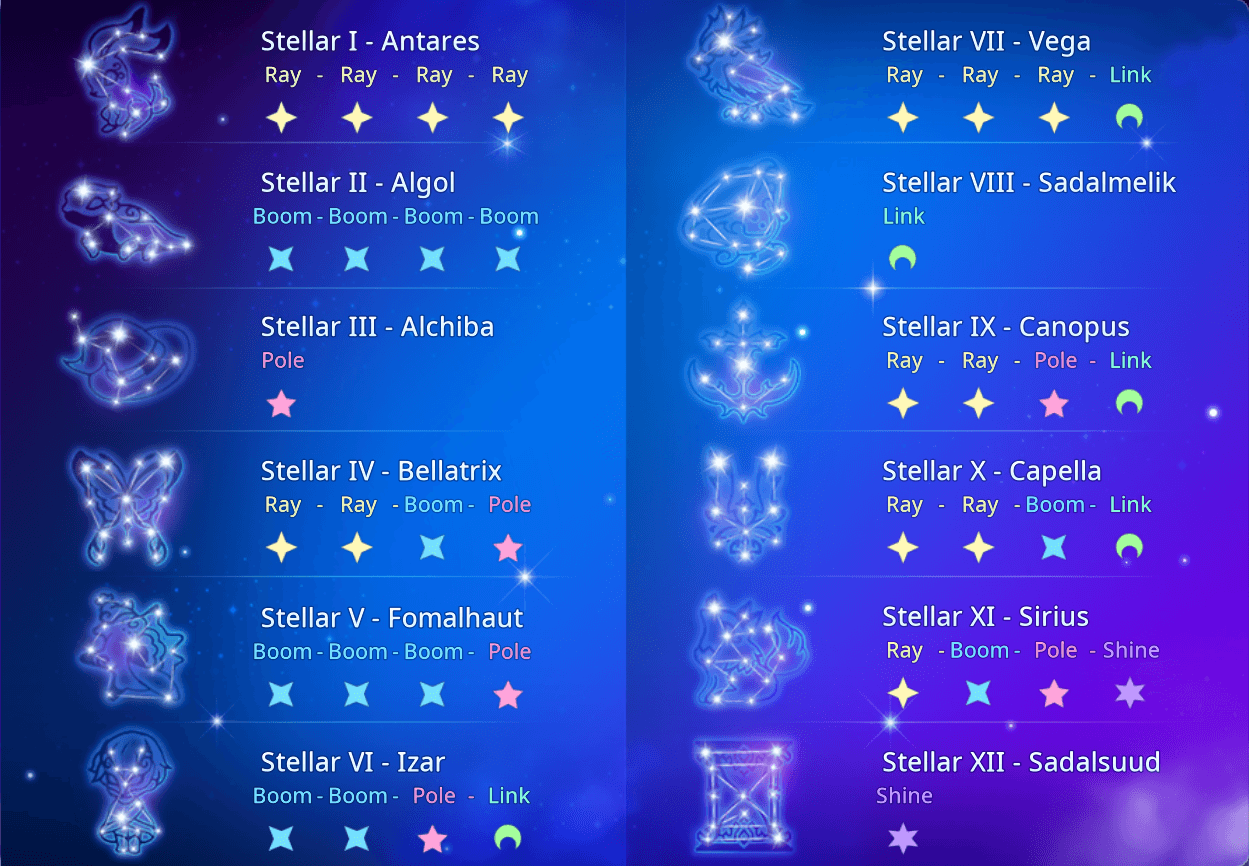 Stellar I - Antares
Ray - Ray - Ray - Ray
Stellar II - Algol
Boom - Boom - Boom - Boom
Stellar III - Alchiba
Pole
Stellar IV - Bellatrix
Ray - Ray - Boom - Pole
Stellar V - Fomalhaut
Boom - Boom - Boom - Pole
Stellar VI - Izar
Boom - Boom - Pole - Link
Stellar VII - Vega
Ray - Ray - Ray - Link
Stellar VIII - Sadalmelik
Link
Stellar IX - Canopus
Ray - Ray - Pole - Link
Stellar X - Capella
Ray - Ray - Boom - Link
Stellar XI - Sirius
Ray - Boom - Pole - Shine
Stellar XII - Sadalsuud
Shine